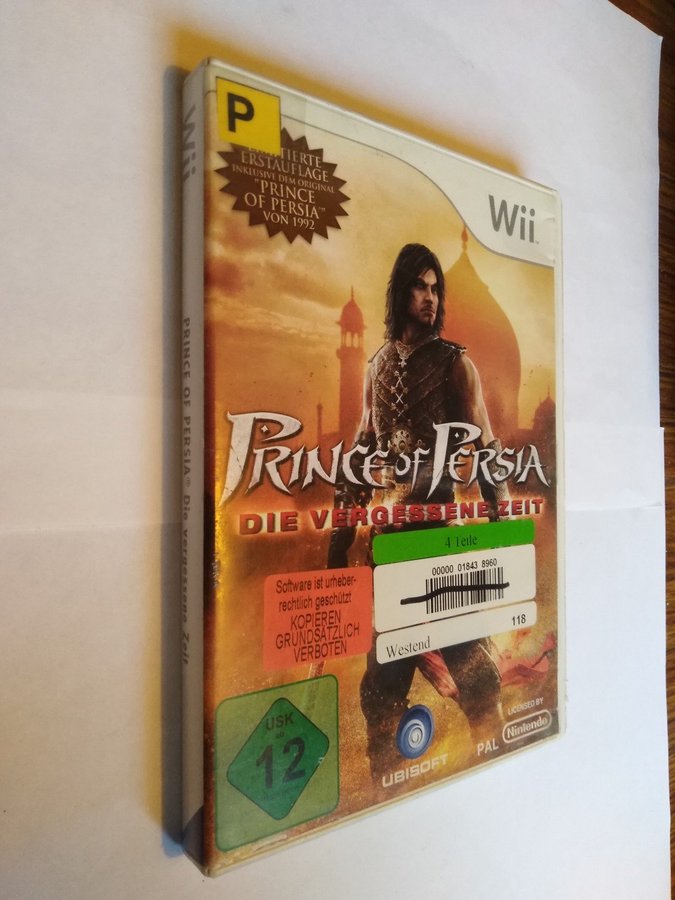 P
ERSTAUFLAGE
INKLUSIVE DEM ORIGINAL
"PRINCE
OF PERSIA"
VON 1992
Wii
Wii
PRINCE OF PERSIA® Die vergessene Zeit
PRINCE OF PERSIA
DIE VERGESSENE ZEIT
4 Teile
00000 01843 8960
118
Westend
Software ist urheber-
rechtlich geschützt
KOPIEREN
GRUNDSÄTZLICH
VERBOTEN
USK
ab
12
UBISOFT
PAL
LICENSED BY
Nintendo